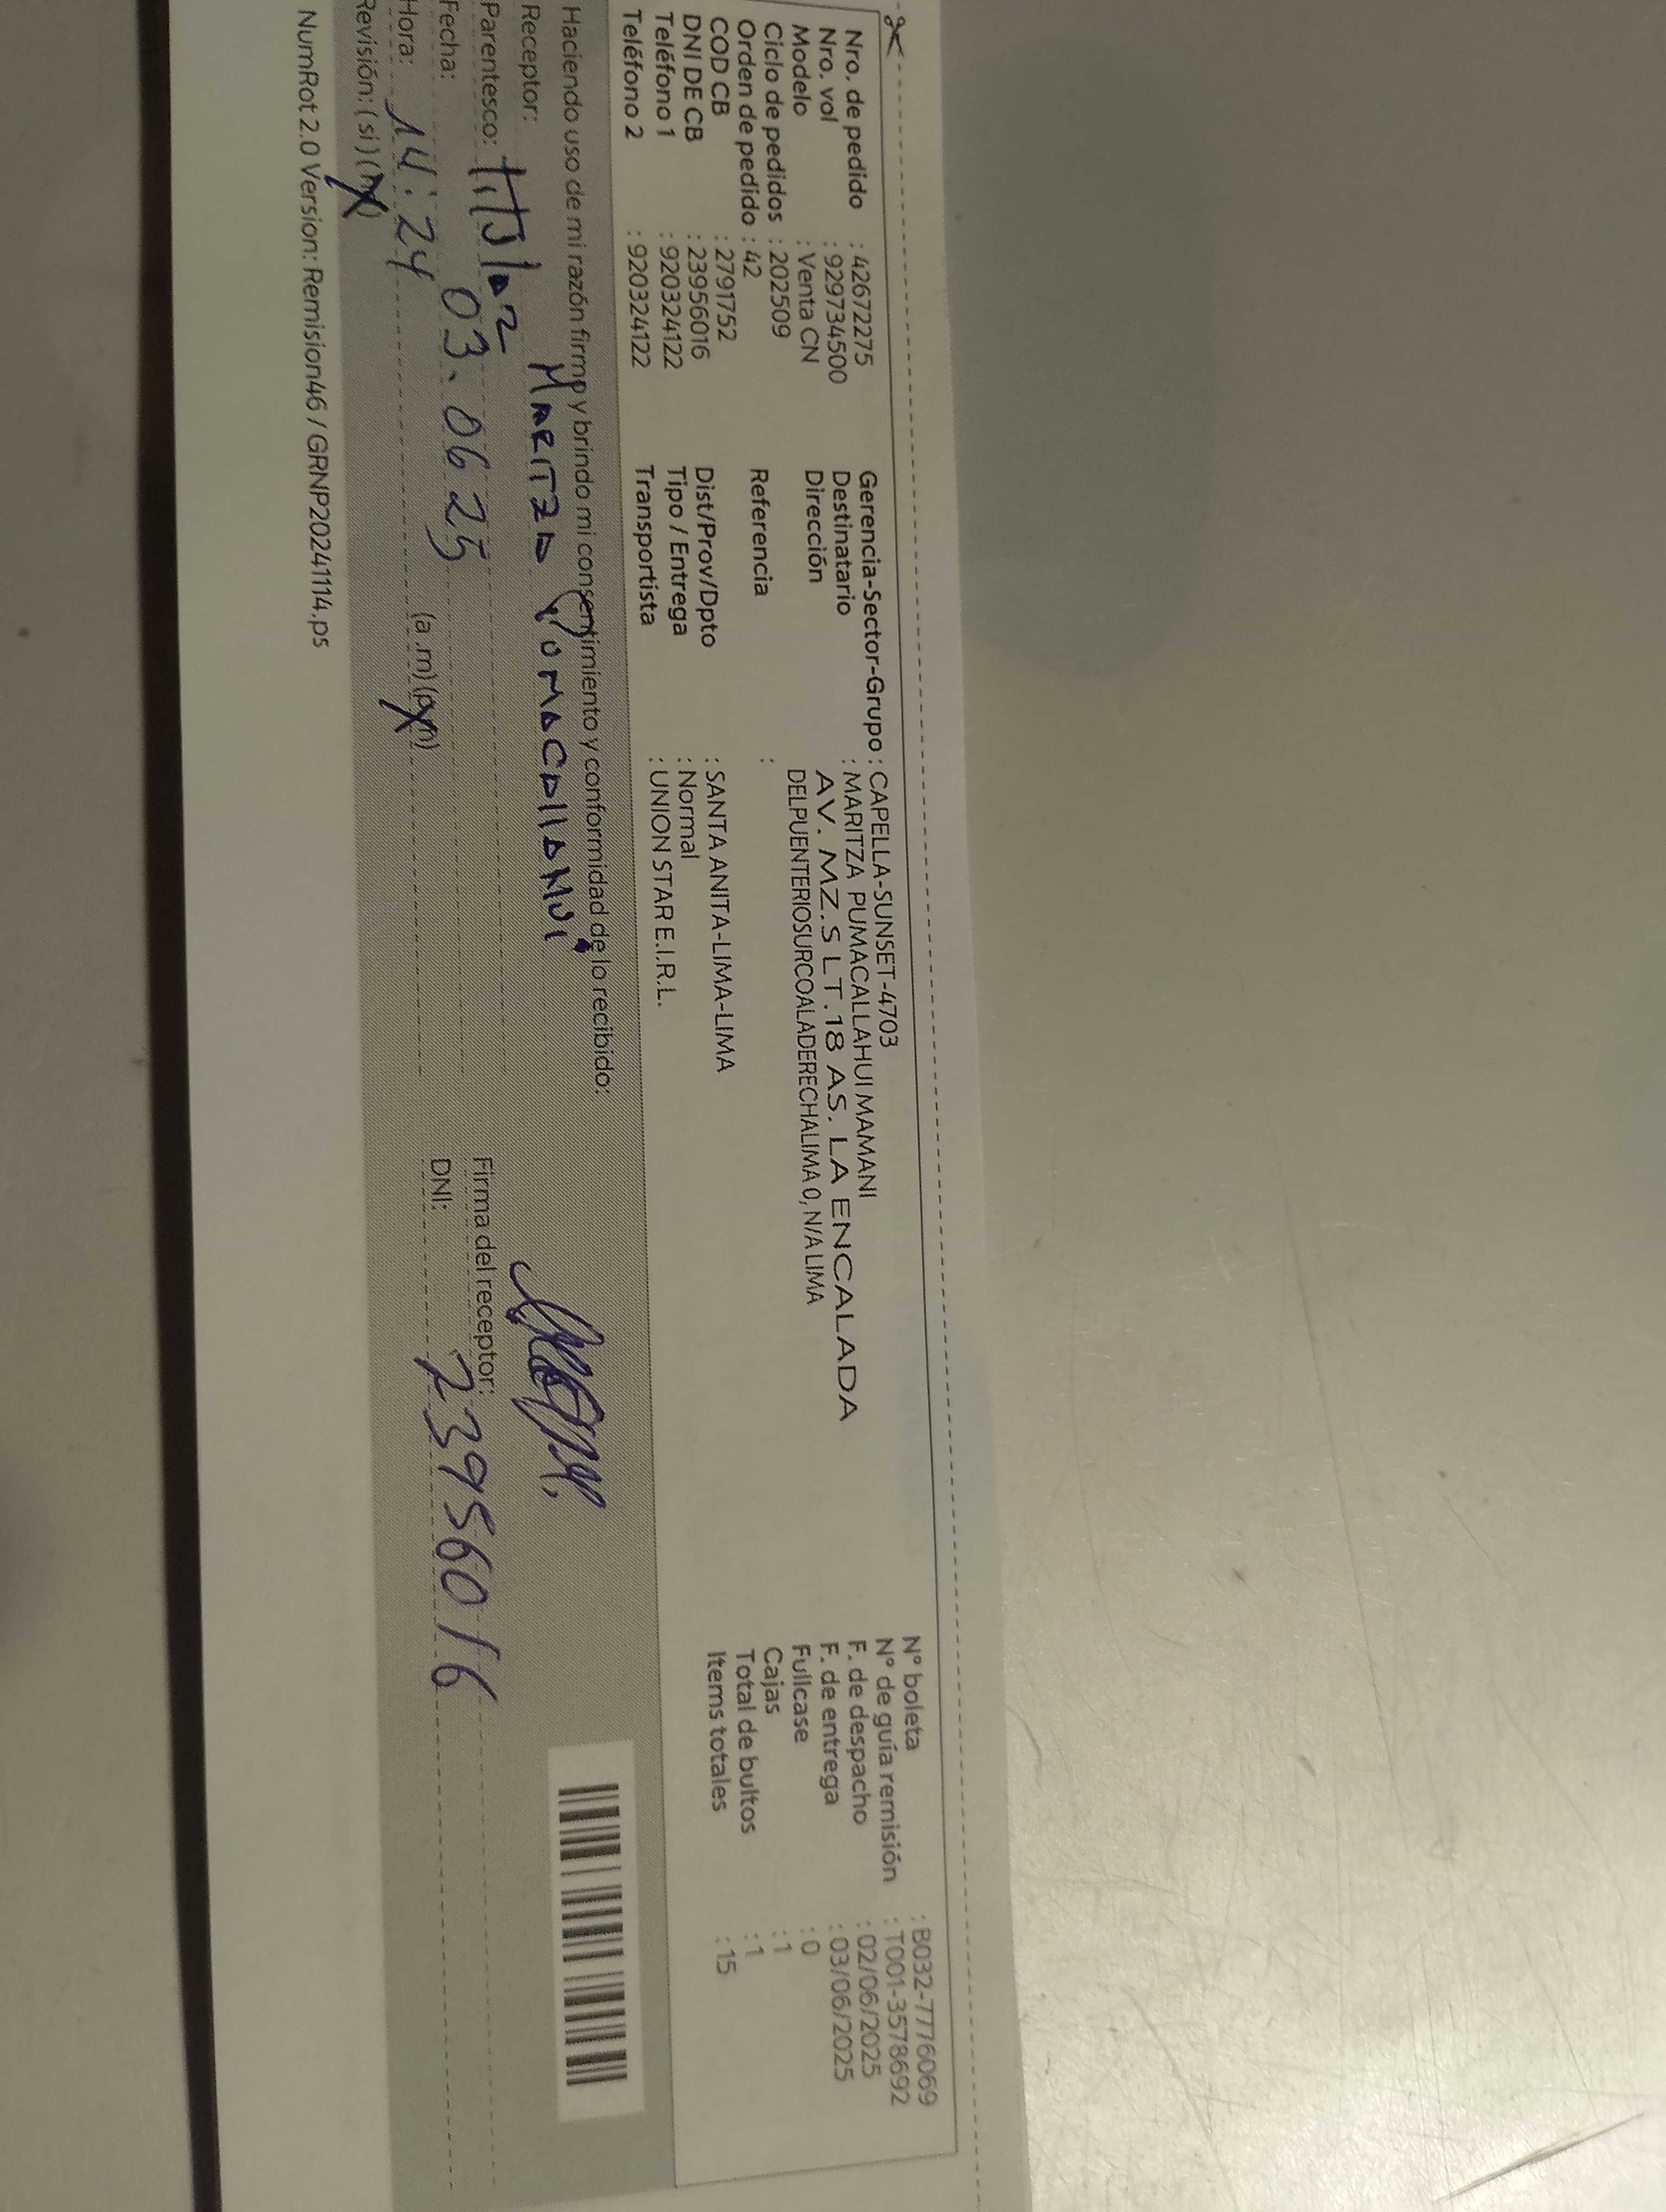 Nro. de pedido : 42672275
Nro. vol : 929734500
Modelo : Venta CN
Ciclo de pedidos : 202509
Orden de pedido : 42
COD CB : 2791752
DNI DE CB : 23956016
Teléfono 1 : 920324122
Teléfono 2 : 920324122
Gerencia-Sector-Grupo : CAPELLA-SUNSET-4703
Destinatario : MARITZA PUMACALLAHUI MAMANI
Dirección AV. MZ.S LT.18 AS. LA ENCALADA
DELPUENTERIOSURCOALADERECHALIMA 0, N/A LIMA
Referencia :
Dist/Prov/Dpto : SANTA ANITA-LIMA-LIMA
Tipo / Entrega : Normal
Transportista : UNION STAR E.I.R.L.
N° boleta : B032-7776069
N° de guía remisión : T001-3578692
F. de despacho : 02/06/2025
F. de entrega : 03/06/2025
Fullcase : 0
Cajas : 1
Total de bultos : 1
Items totales : 15
Haciendo uso de mi razón firmo y brindo mi consentimiento y conformidad de lo recibido:
Receptor: MARITZA PUMACALLAHUI
Parentesco: titular
Fecha: 03.06 25
Hora: 14:24 (a.m) (p.m)
Revisión: (si) (no)
Firma del receptor:
DNI: 23956016
NumRot 2.0 Version: Remision46 / GRNP20241114.ps